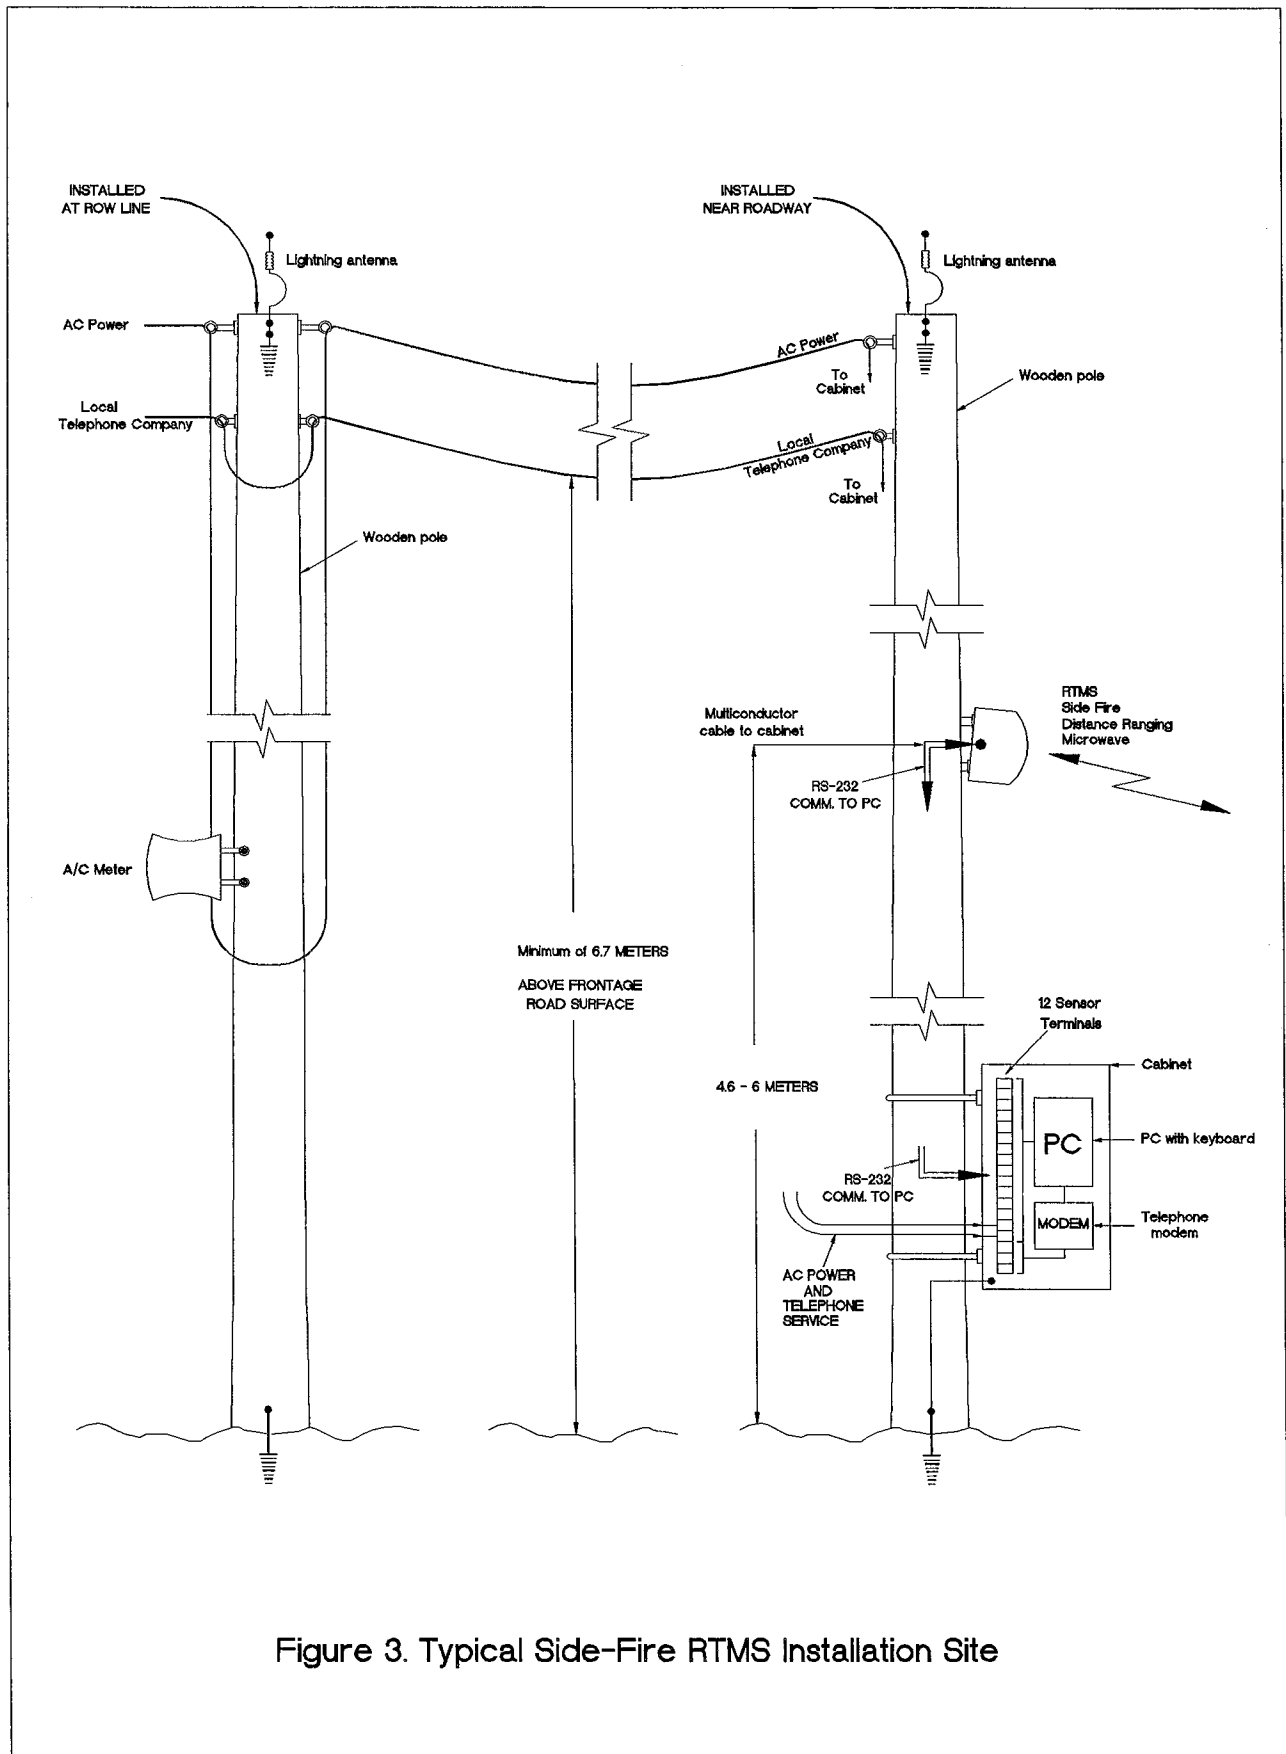 INSTALLED
AT ROW LINE
INSTALLED
NEAR ROADWAY
Lightning antenna
Lightning antenna
AC Power
AC Power
To
Cabinet
Wooden pole
Local
Telephone Company
Local
Telephone Company
To
Cabinet
Wooden pole
Multiconductor
cable to cabinet
RTMS
Side Fire
Distance Ranging
Microwave
RS-232
COMM. TO PC
A/C Meter
Minimum of 6.7 METERS
ABOVE FRONTAGE
ROAD SURFACE
12 Sensor
Terminals
Cabinet
4.6 - 6 METERS
PC
PC with keyboard
RS-232
COMM. TO PC
MODEM
Telephone
modem
AC POWER
AND
TELEPHONE
SERVICE
Figure 3. Typical Side-Fire RTMS Installation Site